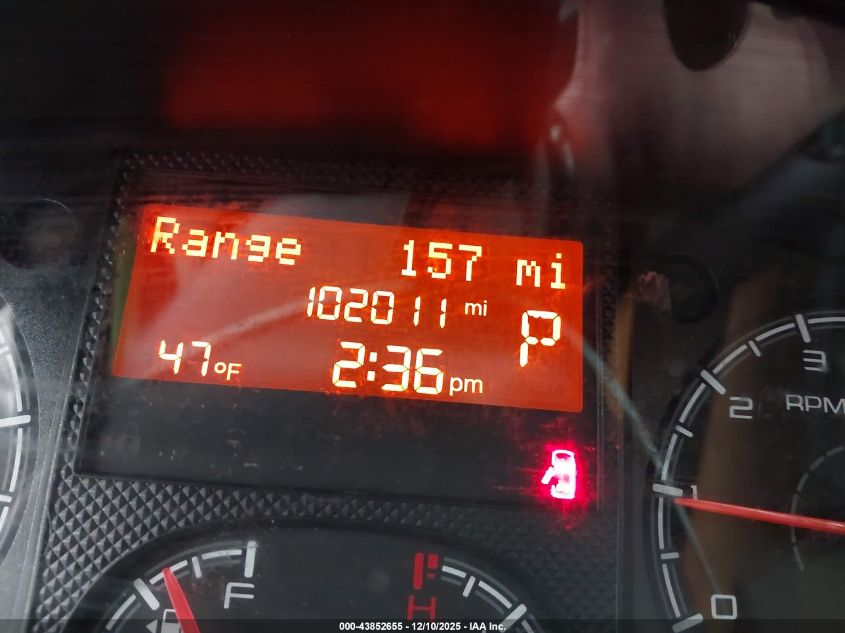 Range 157 mi
102011 mi
P
47°F 2:36 pm
3
2 RPM
1
0
F
H
000-43852655 - 12/10/2025 - IAA Inc.